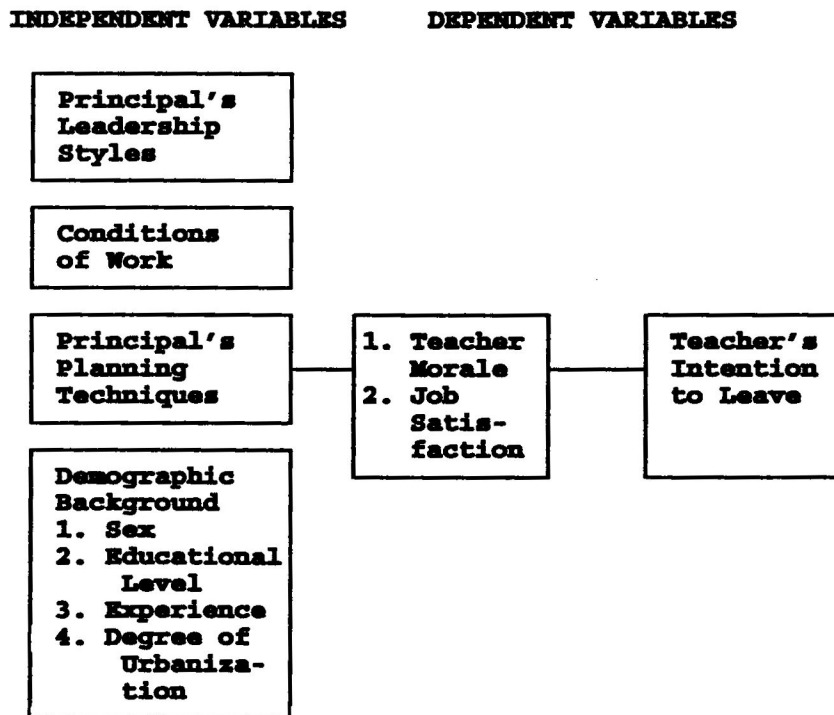 INDEPENDENT VARIABLES DEPENDENT VARIABLES
Principal's
Leadership
Styles
Conditions
of Work
Principal's
Planning
Techniques
1. Teacher
Morale
2. Job
Satis-
faction
Teacher's
Intention
to Leave
Demographic
Background
1. Sex
2. Educational
Level
3. Experience
4. Degree of
Urbaniza-
tion